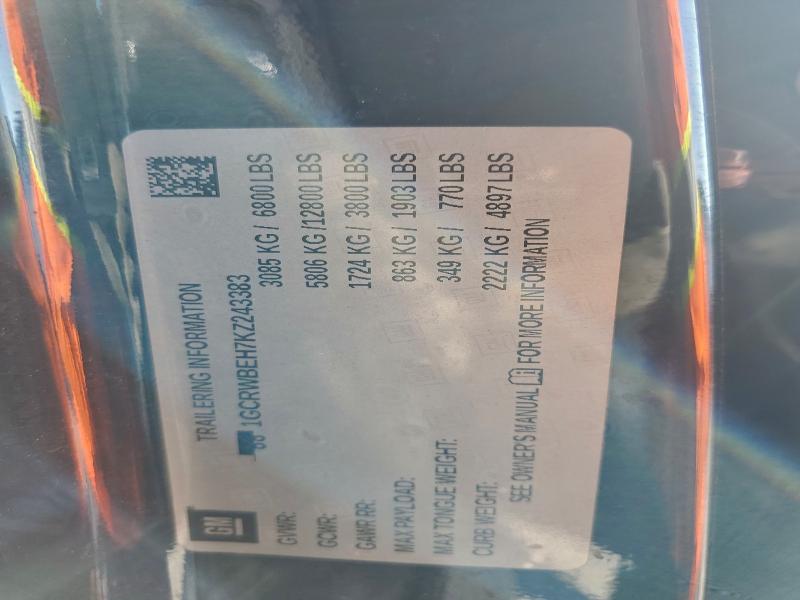 GM
TRAILERING INFORMATION
1GCRWBEH7KZ243383
GVWR: 3085 KG / 6800 LBS
GCWR: 5806 KG /12800 LBS
GAWR RR: 1724 KG / 3800 LBS
MAX PAYLOAD: 863 KG / 1903 LBS
MAX TONGUE WEIGHT: 349 KG / 770 LBS
CURB WEIGHT: 2222 KG / 4897 LBS
SEE OWNER'S MANUAL FOR MORE INFORMATION